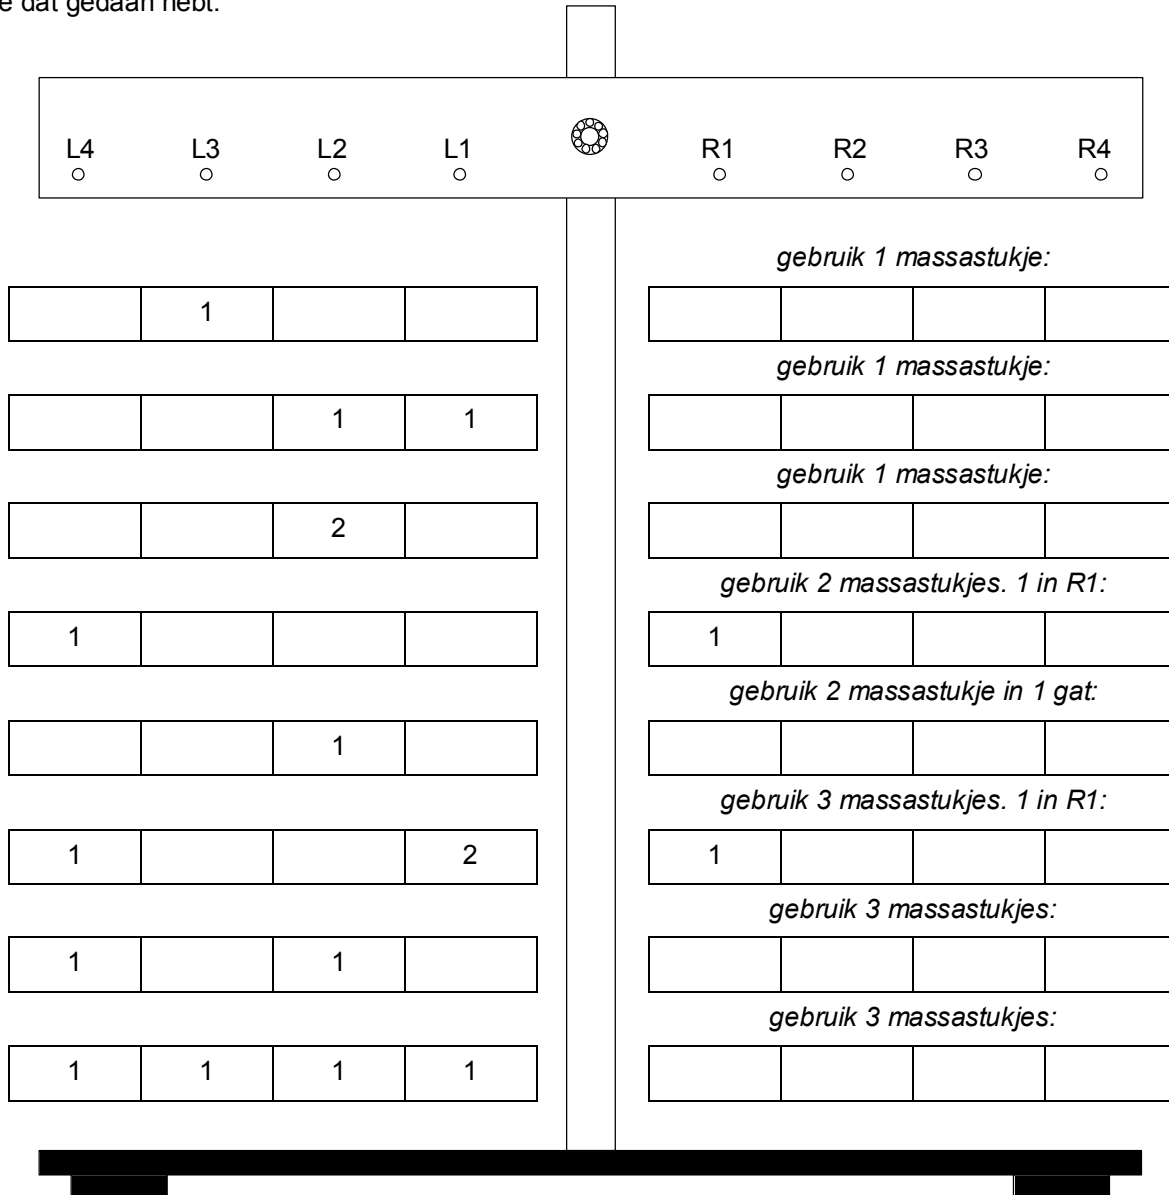 e dat gedaan hebt.
L4 L3 L2 L1 R1 R2 R3 R4
gebruik 1 massastukje:
1
gebruik 1 massastukje:
1 1
gebruik 1 massastukje:
2
gebruik 2 massastukjes. 1 in R1:
1 1
gebruik 2 massastukje in 1 gat:
1
gebruik 3 massastukjes. 1 in R1:
1 2 1
gebruik 3 massastukjes:
1 1
gebruik 3 massastukjes:
1 1 1 1